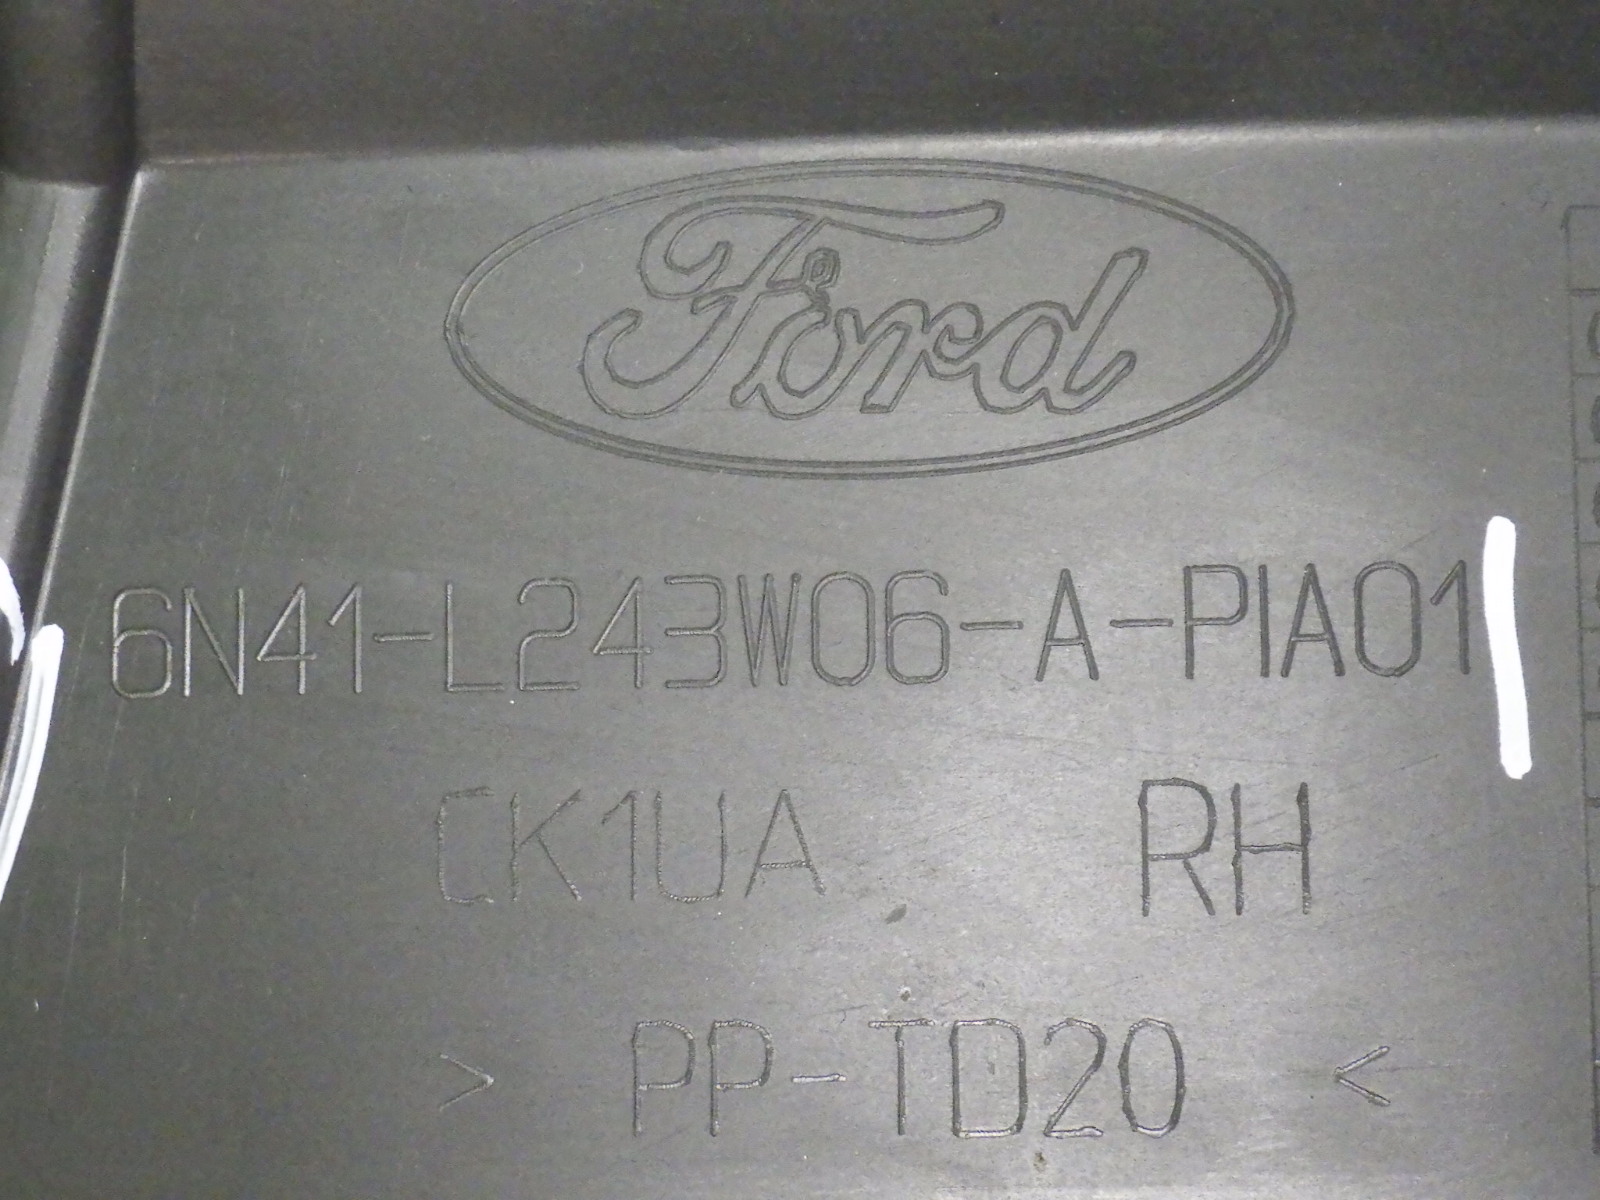 Ford
6N41-L243W06-A-PIA01
CK1UA RH
> PP-TD20 <